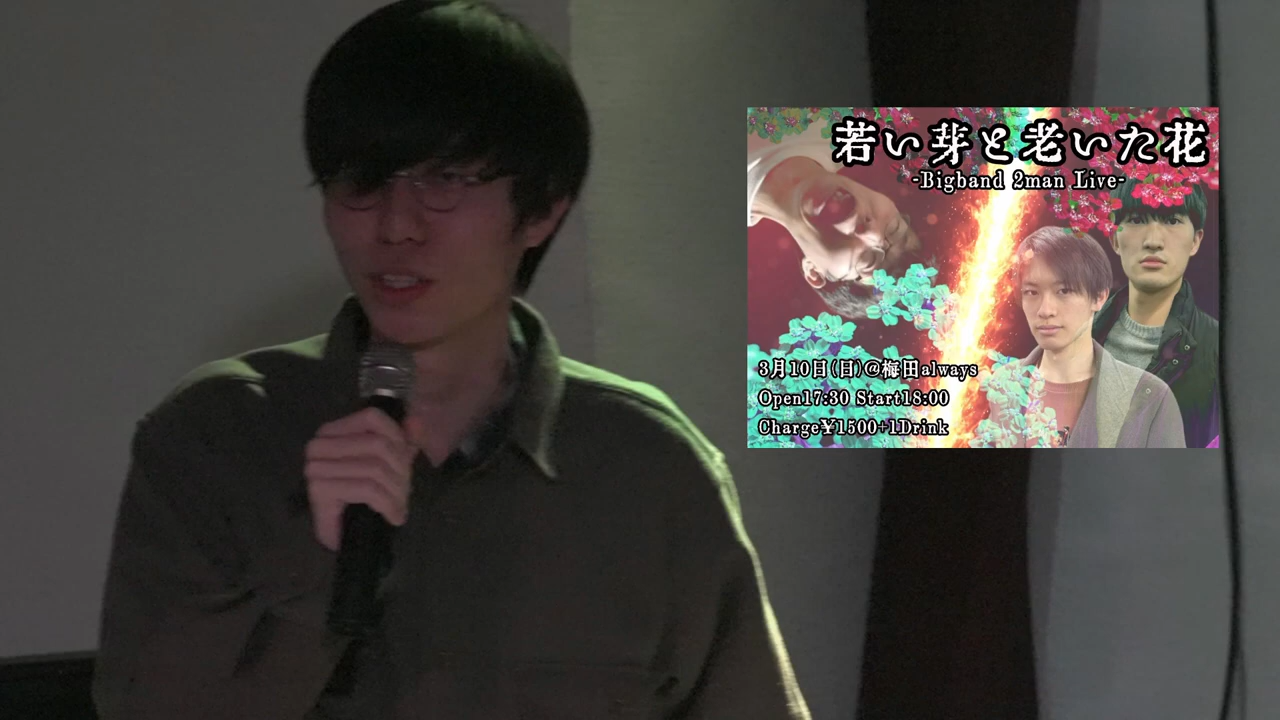 若い芽と老いた花
-Bigband 2man Live-
3月10日(日)@梅田always
Open17:30 Start18:00
Charge¥1500+1Drink